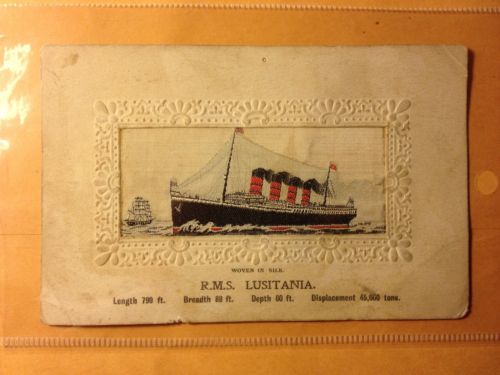 WOVEN IN SILK.
R.M.S. LUSITANIA.
Length 790 ft. Breadth 88 ft. Depth 60 ft. Displacement 45,000 tons.